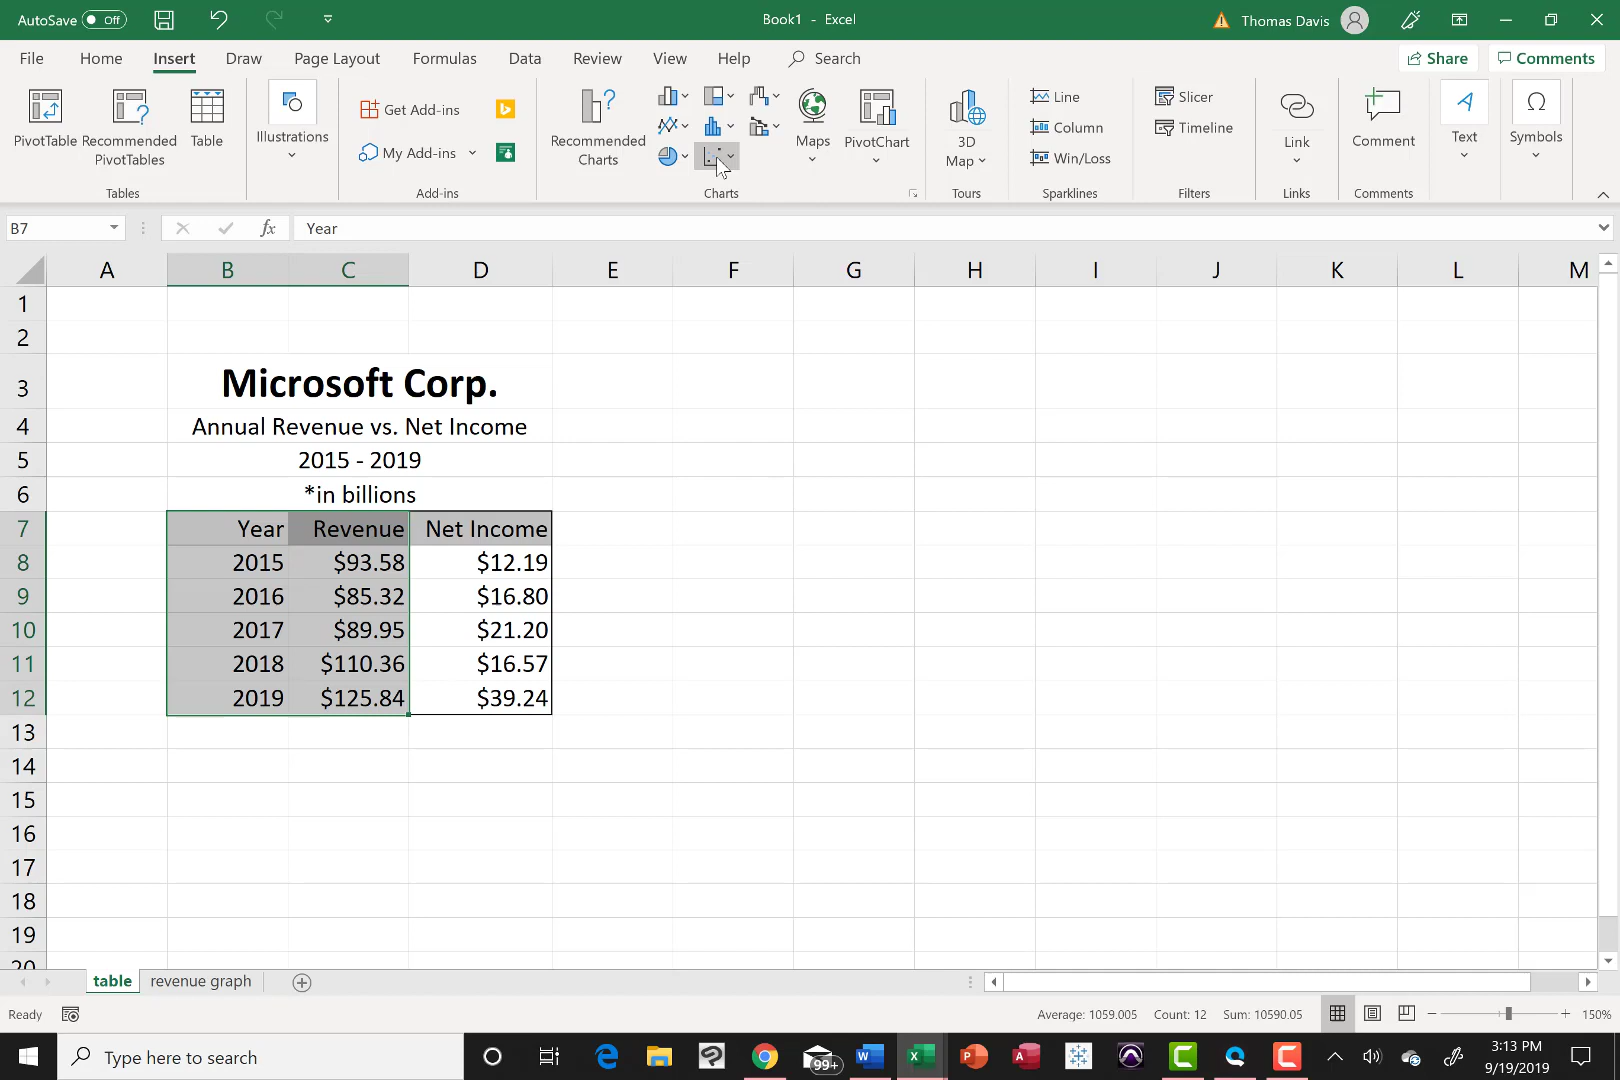 AutoSave Off
Book1 - Excel
Thomas Davis
File Home Insert Draw Page Layout Formulas Data Review View Help Search
Share Comments
PivotTable
Recommended PivotTables
Table
Tables
Illustrations
Get Add-ins
My Add-ins
Add-ins
Recommended Charts
Maps
PivotChart
Charts
3D Map
Tours
Line
Column
Win/Loss
Sparklines
Slicer
Timeline
Filters
Link
Links
Comment
Comments
Text
Symbols
B7
fx
Year
A B C D E F G H I J K L M
1
2
3 Microsoft Corp.
4 Annual Revenue vs. Net Income
5 2015 - 2019
6 *in billions
7 Year Revenue Net Income
8 2015 $93.58 $12.19
9 2016 $85.32 $16.80
10 2017 $89.95 $21.20
11 2018 $110.36 $16.57
12 2019 $125.84 $39.24
13
14
15
16
17
18
19
20
table revenue graph
Ready
Average: 1059.005 Count: 12 Sum: 10590.05
150%
Type here to search
99+
3:13 PM
9/19/2019